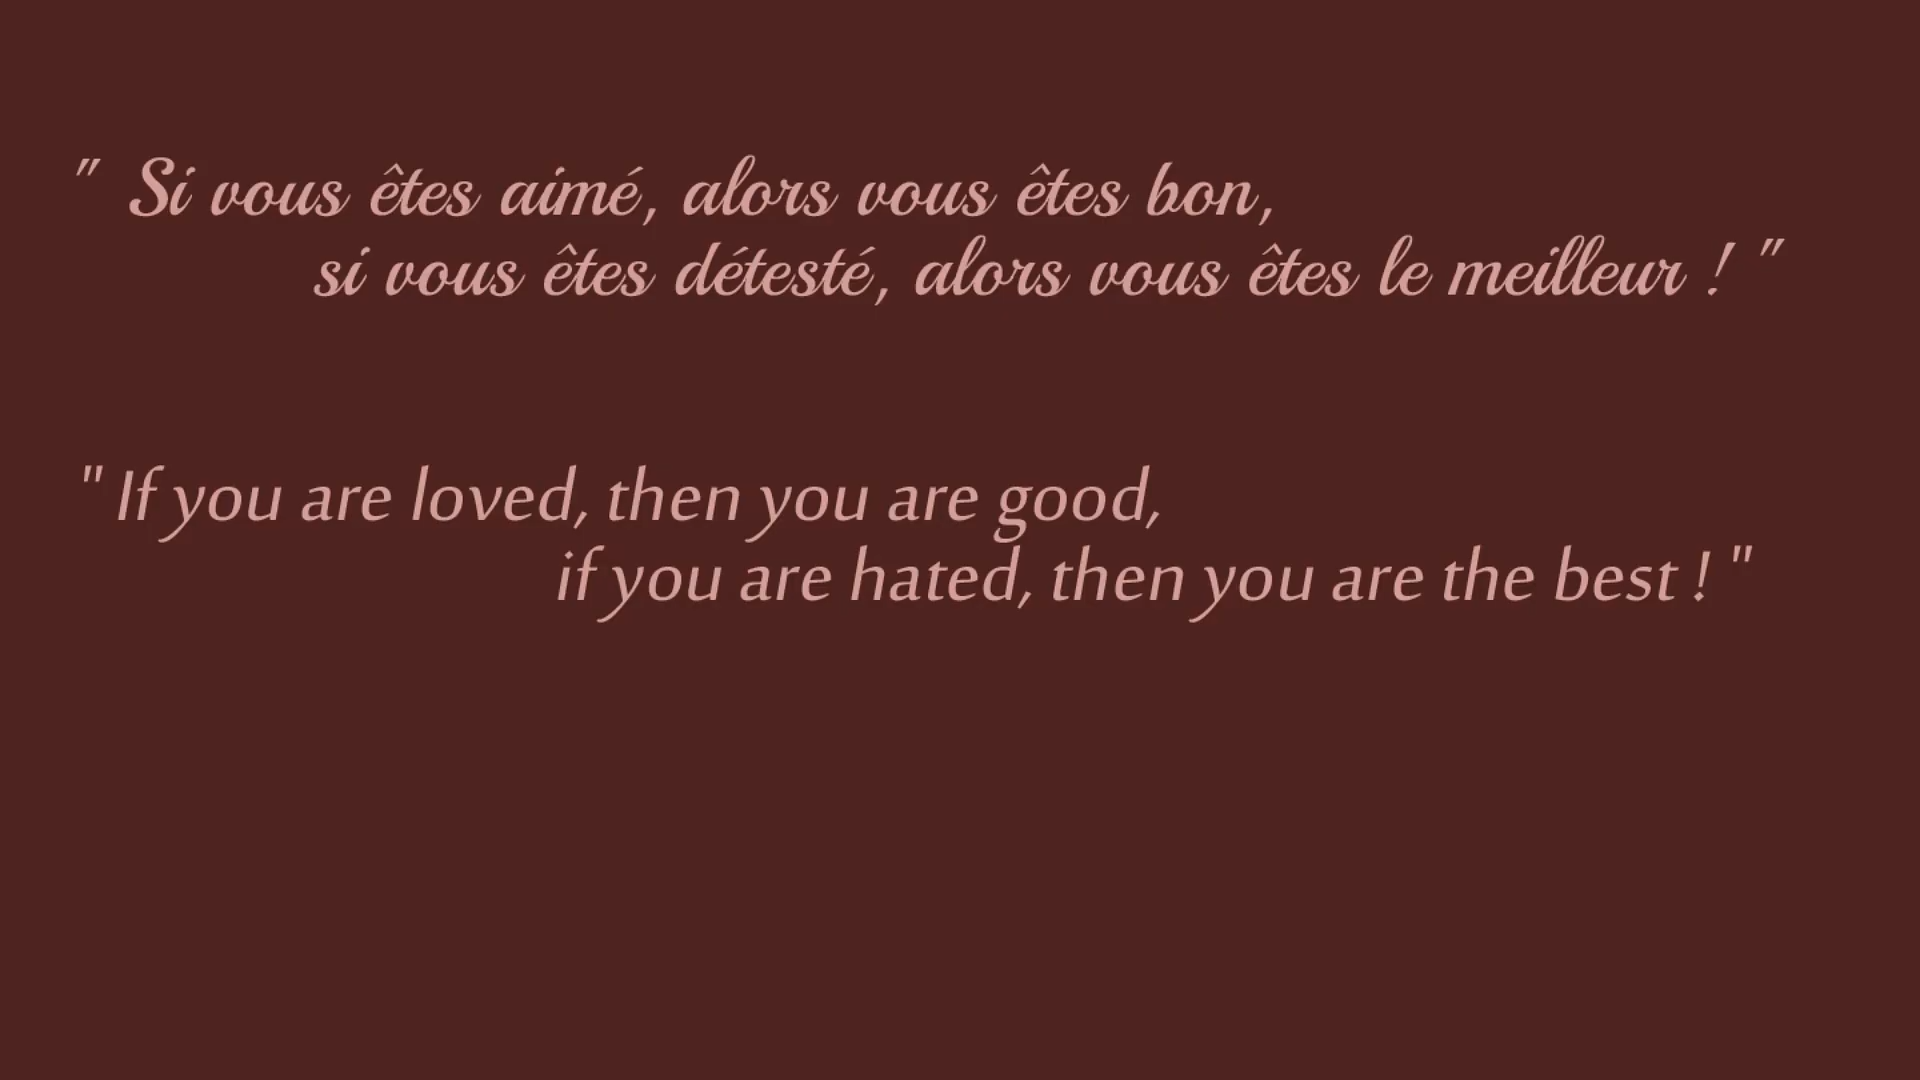 " Si vous êtes aimé, alors vous êtes bon,
si vous êtes détesté, alors vous êtes le meilleur ! "
" If you are loved, then you are good,
if you are hated, then you are the best ! "